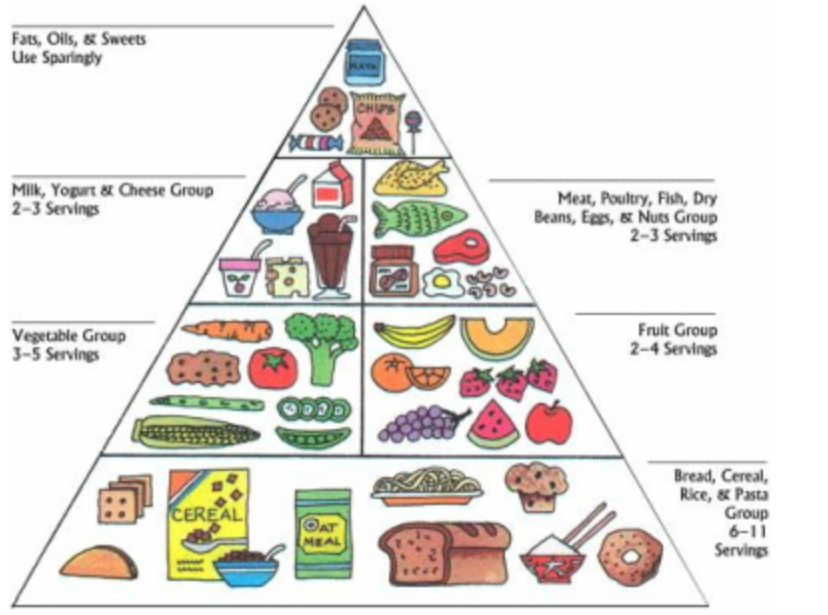 Fats, Oils, & Sweets
Use Sparingly
MAYO
CHIPS
Milk, Yogurt & Cheese Group
2–3 Servings
Meat, Poultry, Fish, Dry
Beans, Eggs, & Nuts Group
2–3 Servings
Vegetable Group
3–5 Servings
Fruit Group
2–4 Servings
Bread, Cereal,
Rice, & Pasta
Group
6–11
Servings
CEREAL
OAT
MEAL